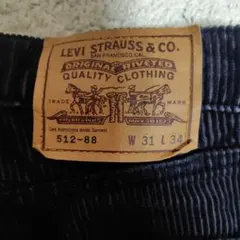 LEVI STRAUSS & CO.
SAN FRANCISCO, CAL.
ORIGINAL RIVETED
QUALITY CLOTHING
TRADE MARK
512-88 W 31 L 34